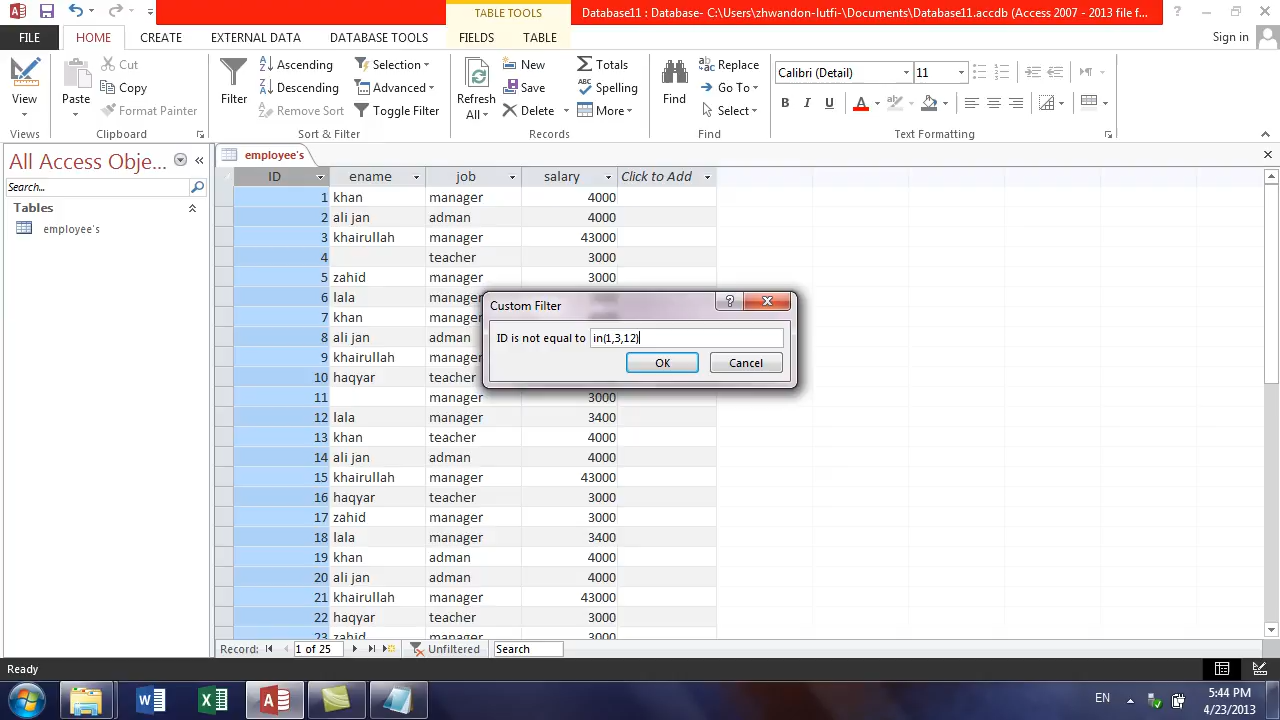 TABLE TOOLS
Database11 : Database- C:\Users\zhwandon-lutfi-\Documents\Database11.accdb (Access 2007 - 2013 file f...
FILE HOME CREATE EXTERNAL DATA DATABASE TOOLS FIELDS TABLE Sign in
View
Views
Paste
Cut
Copy
Format Painter
Clipboard
Filter
Ascending
Descending
Remove Sort
Selection
Advanced
Toggle Filter
Sort & Filter
Refresh
All
New
Save
Delete
Totals
Spelling
More
Records
Find
Replace
Go To
Select
Find
Calibri (Detail) 11
B I U A
Text Formatting
All Access Obje...
Search...
Tables
employee's
employee's
ID ename job salary Click to Add
1 khan manager 4000
2 ali jan adman 4000
3 khairullah manager 43000
4 teacher 3000
5 zahid manager 3000
6 lala manager
7 khan manager
8 ali jan adman
9 khairullah manager
10 haqyar teacher
11 manager 3000
12 lala manager 3400
13 khan teacher 4000
14 ali jan adman 4000
15 khairullah manager 43000
16 haqyar teacher 3000
17 zahid manager 3000
18 lala manager 3400
19 khan adman 4000
20 ali jan adman 4000
21 khairullah manager 43000
22 haqyar teacher 3000
23 zahid manager 3000
Custom Filter
ID is not equal to in(1,3,12)
OK Cancel
Record: 1 of 25 Unfiltered Search
Ready
EN 5:44 PM
4/23/2013